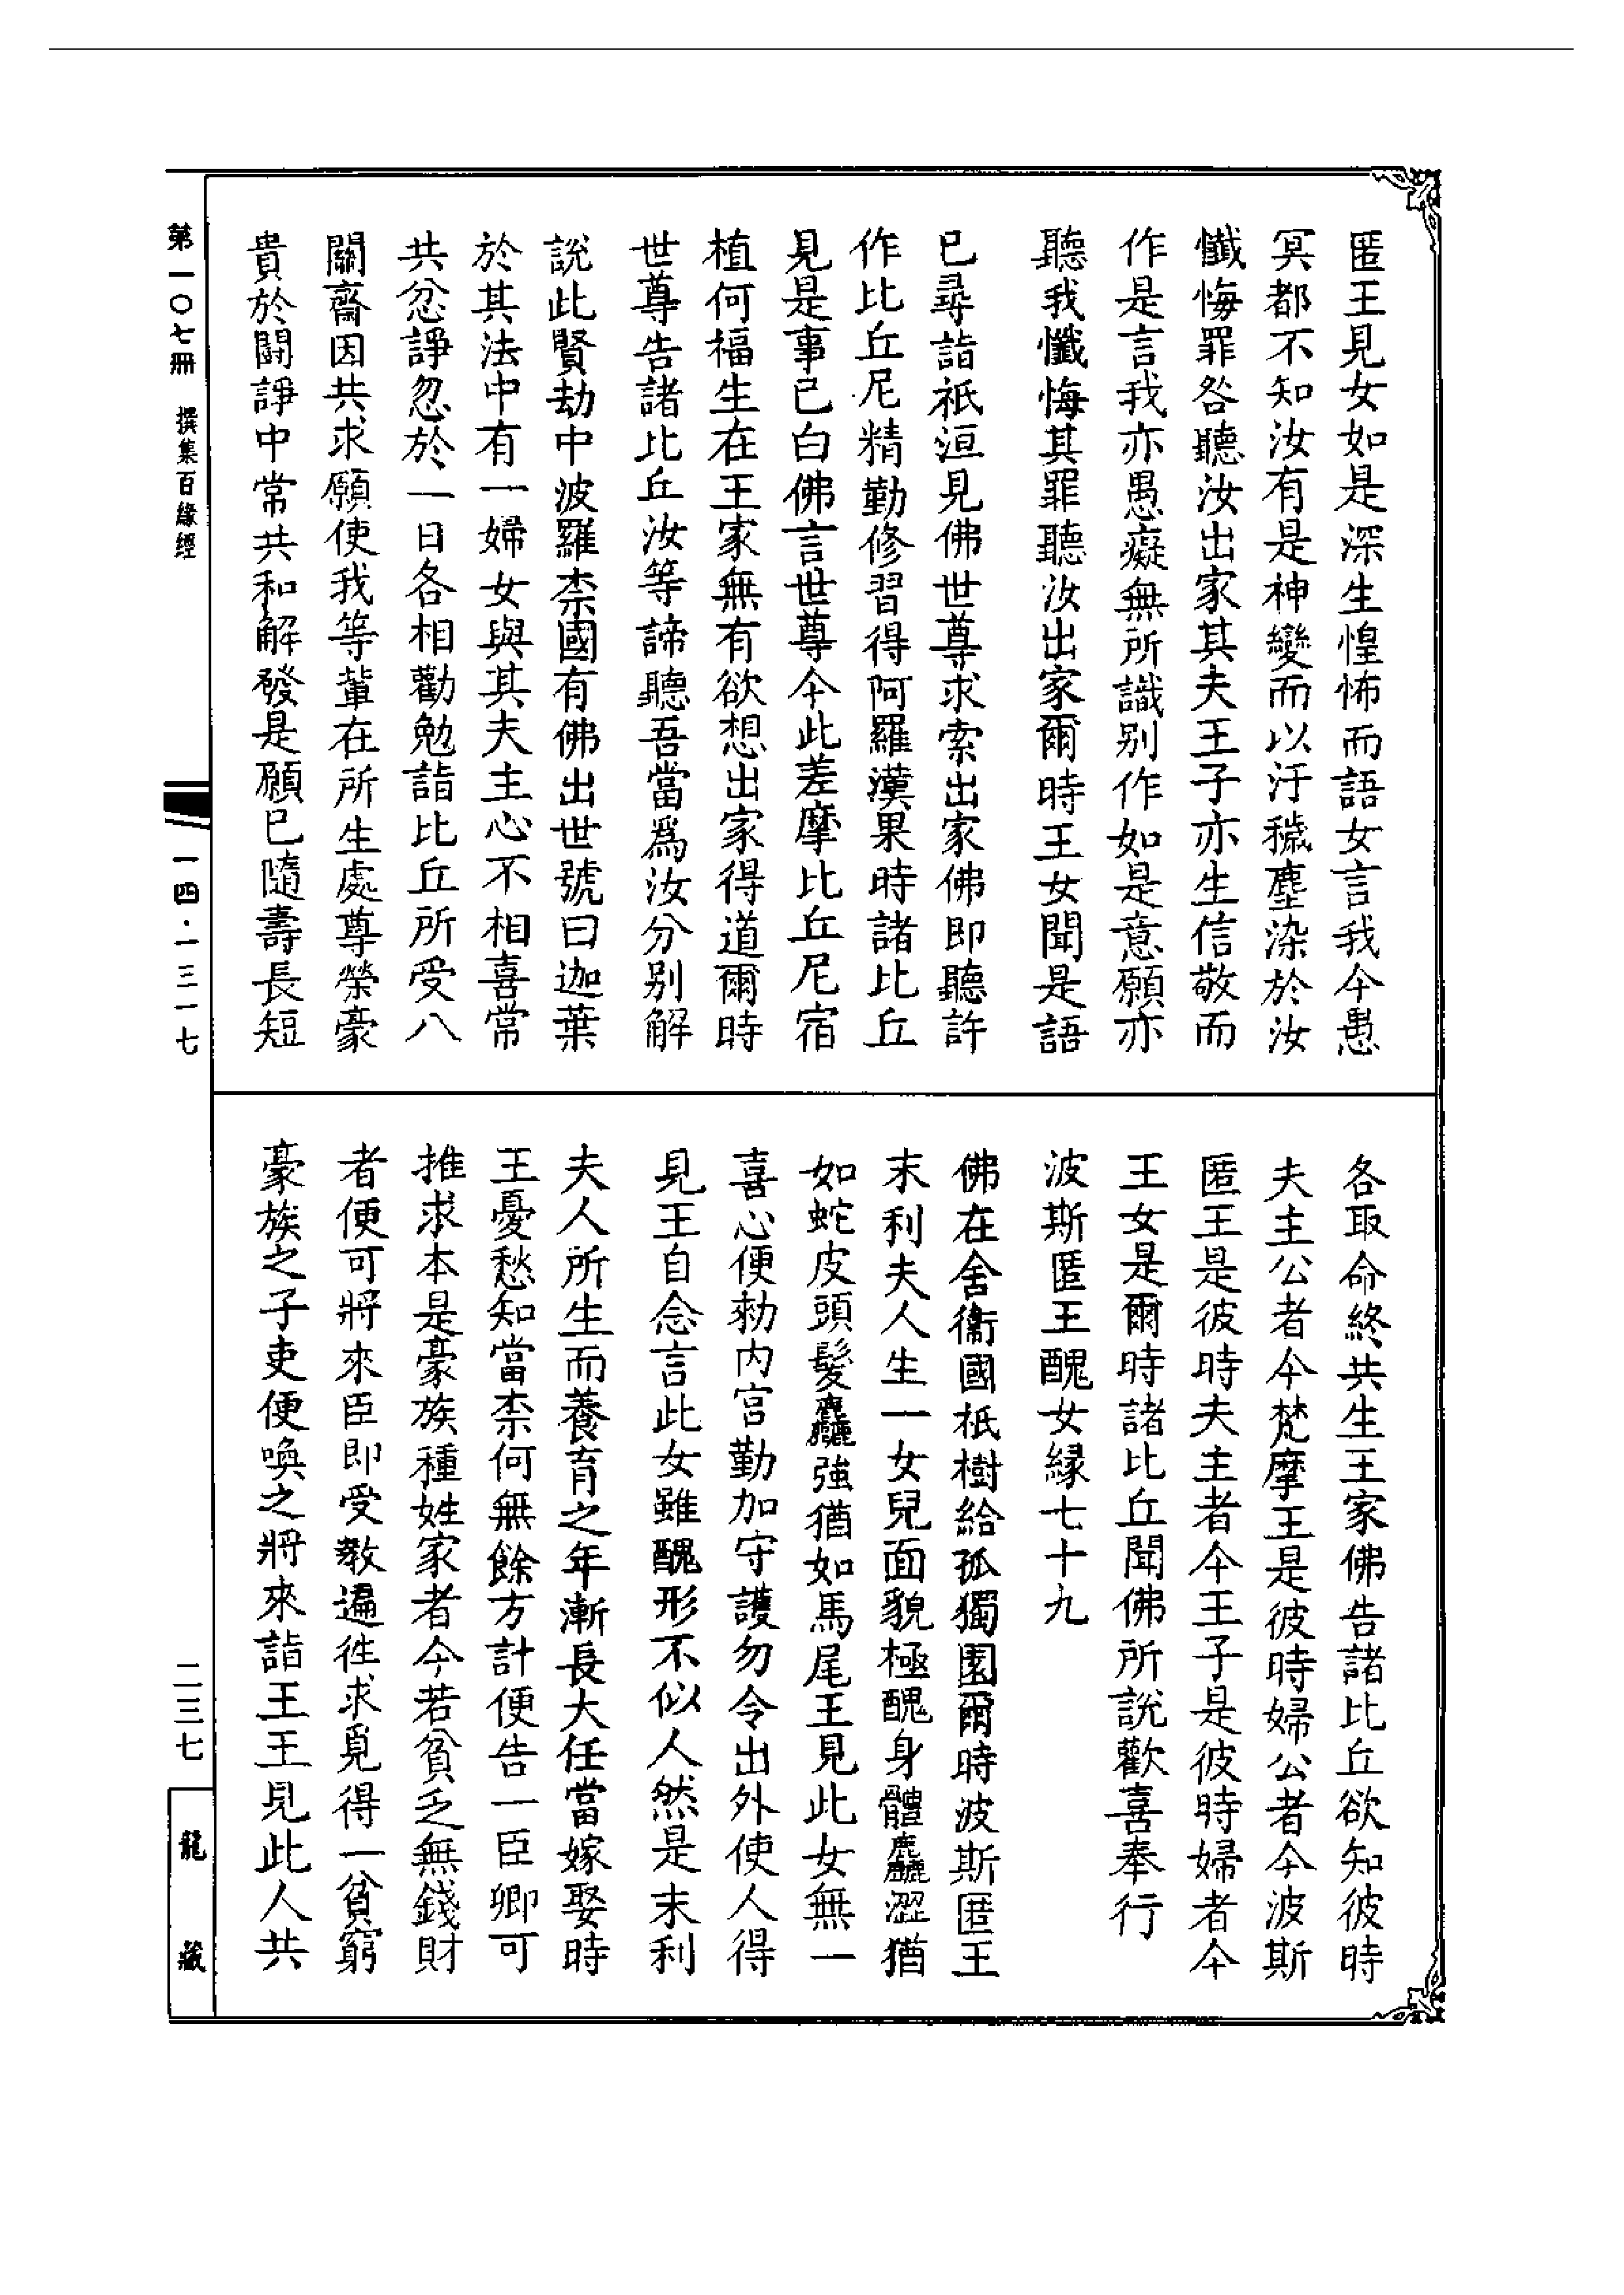 匿王見女如是深生惶怖而語女言我今愚
冥都不知汝有是神變而以汙穢塵染於汝
懺悔罪咎聽汝出家其夫王子亦生信敬而
作是言我亦愚癡無所識別作如是意願亦
聽我懺悔其罪聽汝出家爾時王女聞是語
已尋詣祇洹見佛世尊求索出家佛即聽許
作比丘尼精勤修習得阿羅漢果時諸比丘
見是事已白佛言世尊今此差摩比丘尼宿
植何福生在王家無有欲想出家得道爾時
世尊告諸比丘汝等諦聽吾當為汝分別解
說此賢劫中波羅柰國有佛出世號曰迦葉
於其法中有一婦女與其夫主心不相喜常
共忿諍忽於一日各相勸勉詣比丘所受八
關齋因共求願使我等輩在所生處尊榮豪
貴於鬪諍中常共和解發是願已隨壽長短
各取命終共生王家佛告諸比丘欲知彼時
夫主公者今梵摩王是彼時婦公者今波斯
匿王是彼時夫主者今王子是彼時婦者今
王女是爾時諸比丘聞佛所說歡喜奉行
波斯匿王醜女緣七十九
佛在舍衞國祇樹給孤獨園爾時波斯匿王
末利夫人生一女兒面貌極醜身體麤澀猶
如蛇皮頭髮麤強猶如馬尾王見此女無一
喜心便勑內宮勤加守護勿令出外使人得
見王自念言此女雖醜形不似人然是末利
夫人所生而養育之年漸長大任當嫁娶時
王憂愁知當柰何無餘方計便告一臣卿可
推求本是豪族種姓家者今若貧乏無錢財
者便可將來臣即受教遍徃求覓得一貧窮
豪族之子吏便喚之將來詣王王見此人共
第一〇七冊　撰集百緣經
一四·一三一七
二三七
龍藏